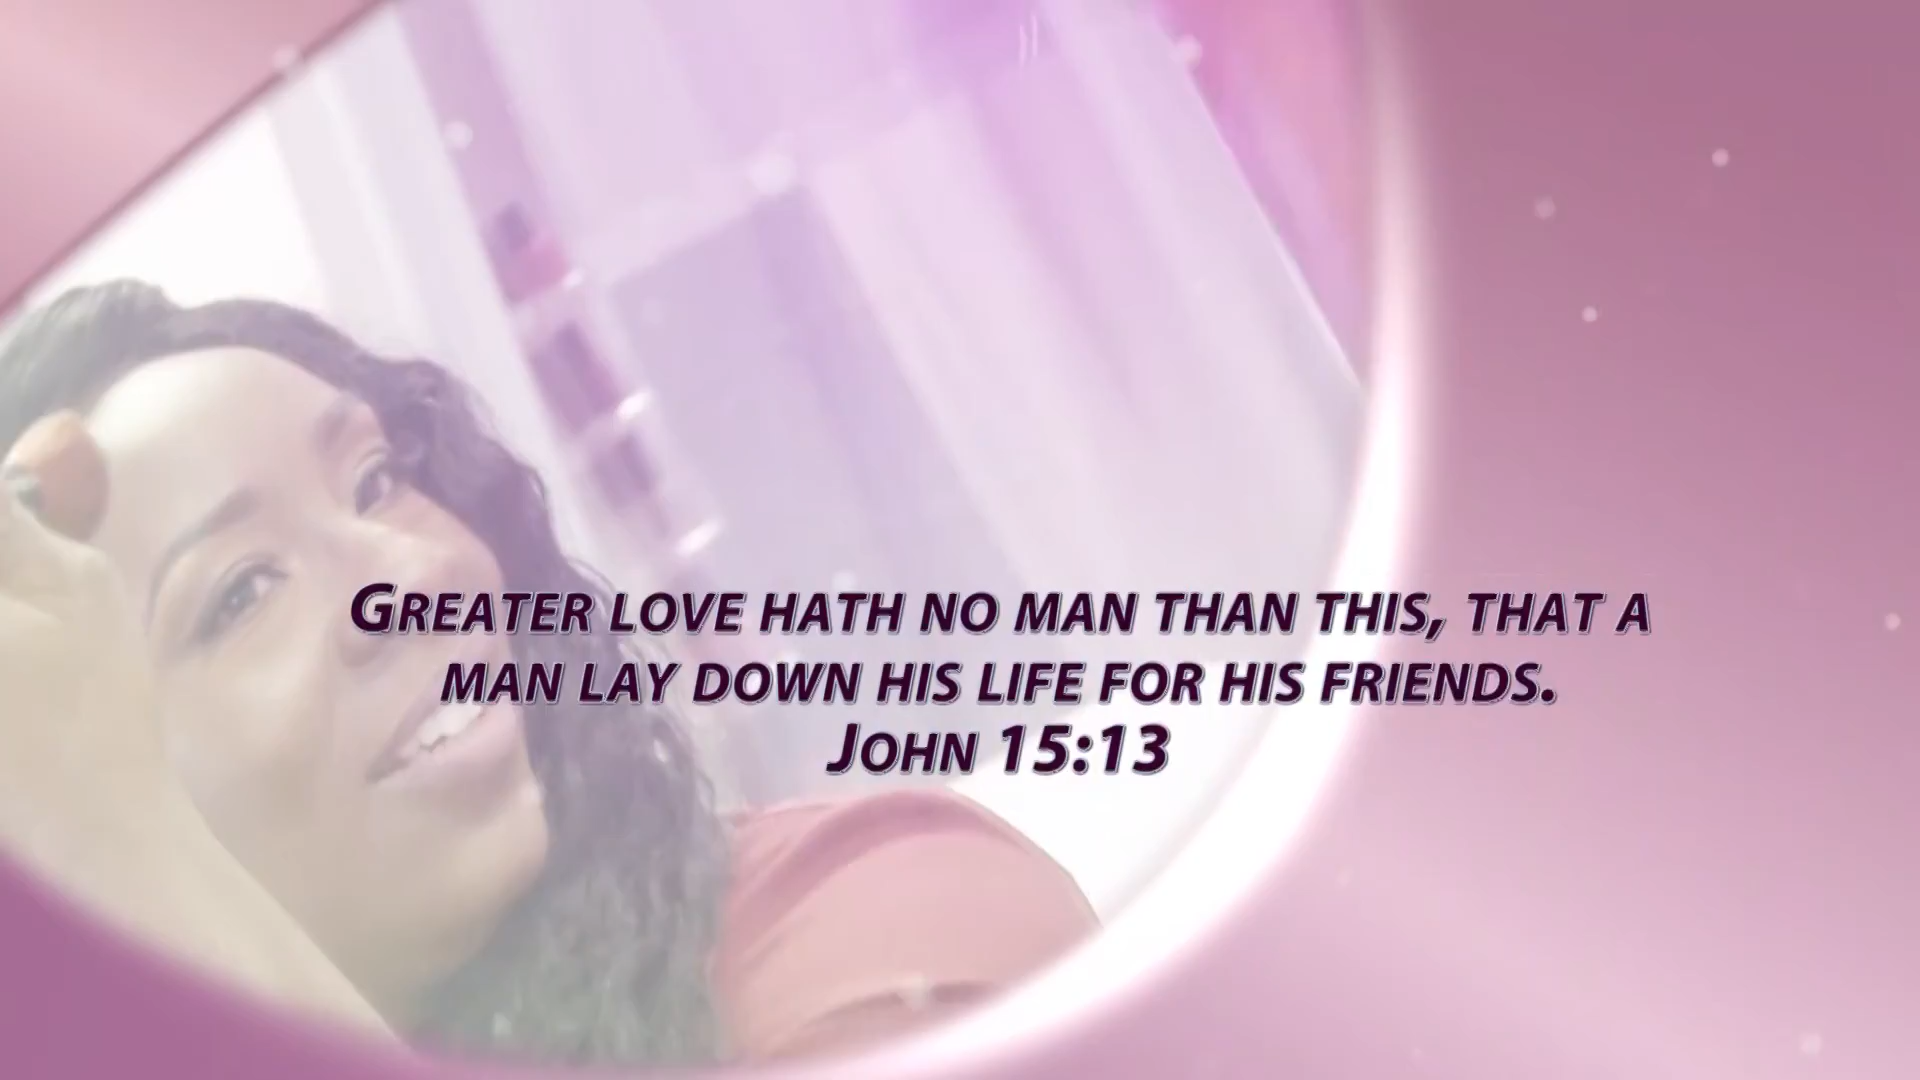 Greater love hath no man than this, that a
man lay down his life for his friends.
John 15:13